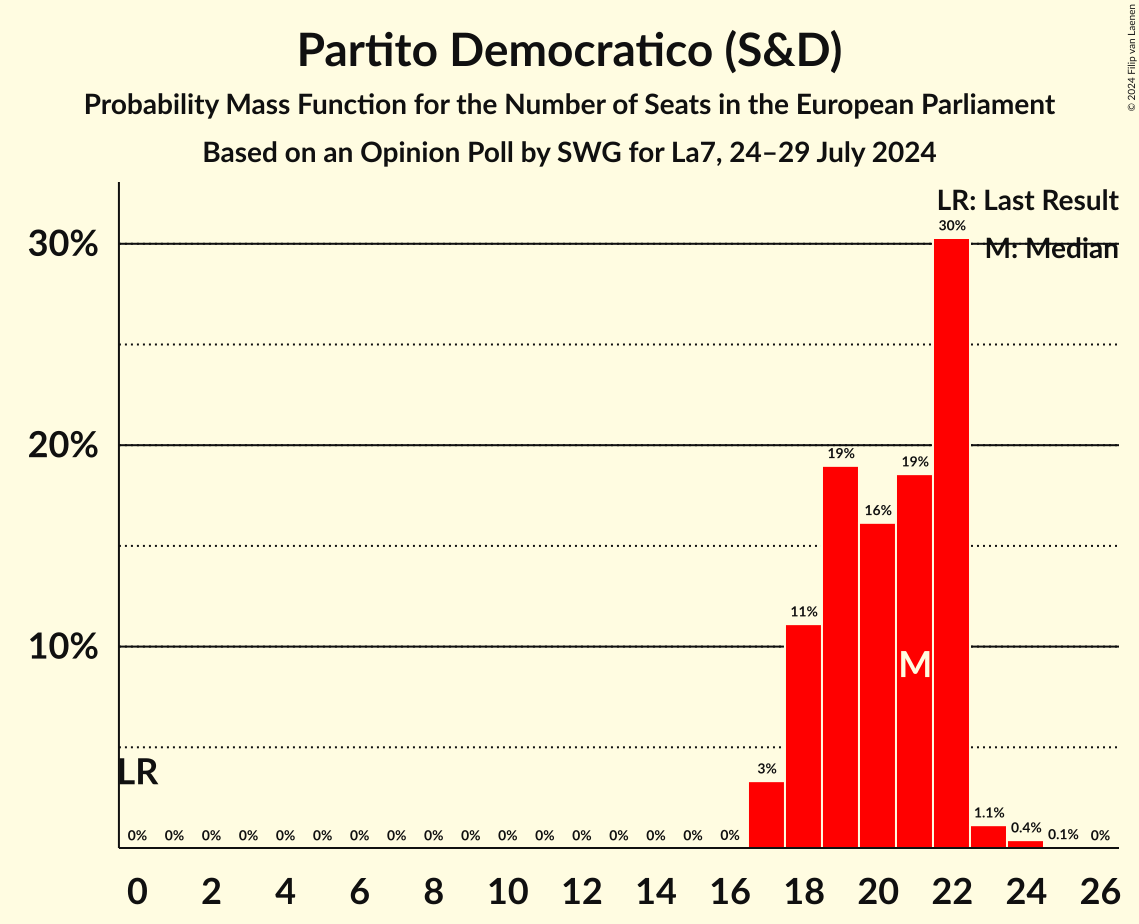 Partito Democratico (S&D)
Probability Mass Function for the Number of Seats in the European Parliament
Based on an Opinion Poll by SWG for La7, 24–29 July 2024
© 2024 Filip van Laenen
LR: Last Result
M: Median
30%
20%
10%
30%
19%
19%
16%
11%
M
LR
3%
1.1%
0.4%
0.1%
0%
0% 0% 0% 0% 0% 0% 0% 0% 0% 0% 0% 0% 0% 0% 0% 0% 0%
0 2 4 6 8 10 12 14 16 18 20 22 24 26